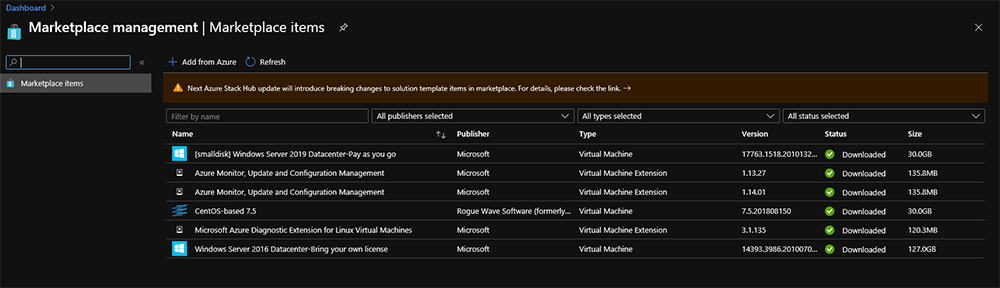 Dashboard >
Marketplace management | Marketplace items
«
Add from Azure Refresh
Marketplace items
Next Azure Stack Hub update will introduce breaking changes to solution template items in marketplace. For details, please check the link. →
Filter by name All publishers selected All types selected All status selected
Name ↑↓ Publisher Type Version Status Size
[smalldisk] Windows Server 2019 Datacenter-Pay as you go Microsoft Virtual Machine 17763.1518.2010132... Downloaded 30.0GB
Azure Monitor, Update and Configuration Management Microsoft Virtual Machine Extension 1.13.27 Downloaded 135.8MB
Azure Monitor, Update and Configuration Management Microsoft Virtual Machine Extension 1.14.01 Downloaded 135.8MB
CentOS-based 7.5 Rogue Wave Software (formerly... Virtual Machine 7.5.201808150 Downloaded 30.0GB
Microsoft Azure Diagnostic Extension for Linux Virtual Machines Microsoft Virtual Machine Extension 3.1.135 Downloaded 120.3MB
Windows Server 2016 Datacenter-Bring your own license Microsoft Virtual Machine 14393.3986.2010070... Downloaded 127.0GB